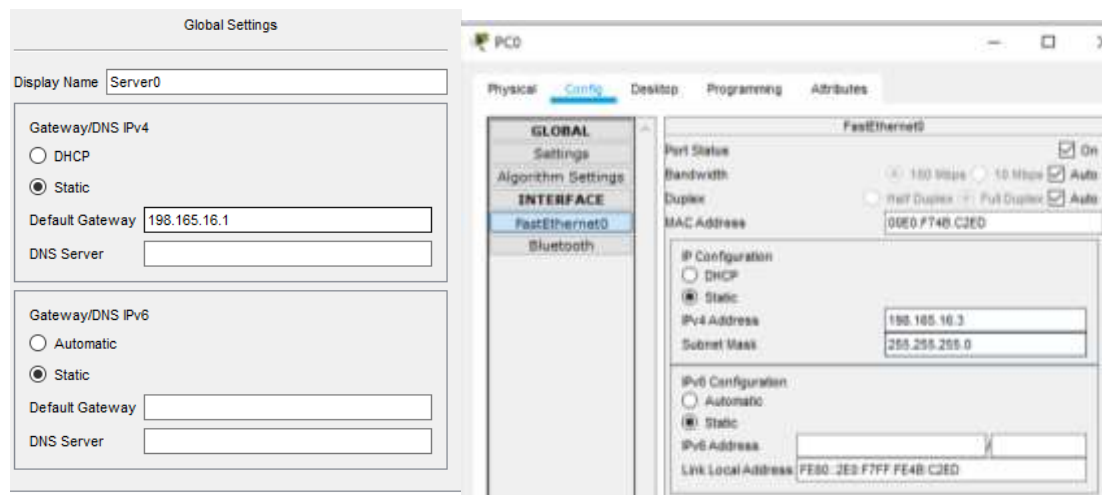 Global Settings
Display Name Server0
Gateway/DNS IPv4
DHCP
Static
Default Gateway 198.165.16.1
DNS Server
Gateway/DNS IPv6
Automatic
Static
Default Gateway
DNS Server
PC0
Physical Config Desktop Programming Attributes
GLOBAL
Settings
Algorithm Settings
INTERFACE
FastEthernet0
Bluetooth
FastEthernet0
Port Status On
Bandwidth 100 Mbps 10 Mbps Auto
Duplex Half Duplex Full Duplex Auto
MAC Address 00E0.F74B.C2ED
IP Configuration
DHCP
Static
IPv4 Address 198.165.16.3
Subnet Mask 255.255.255.0
IPv6 Configuration
Automatic
Static
IPv6 Address /
Link Local Address FE80::2E0:F7FF:FE4B:C2ED